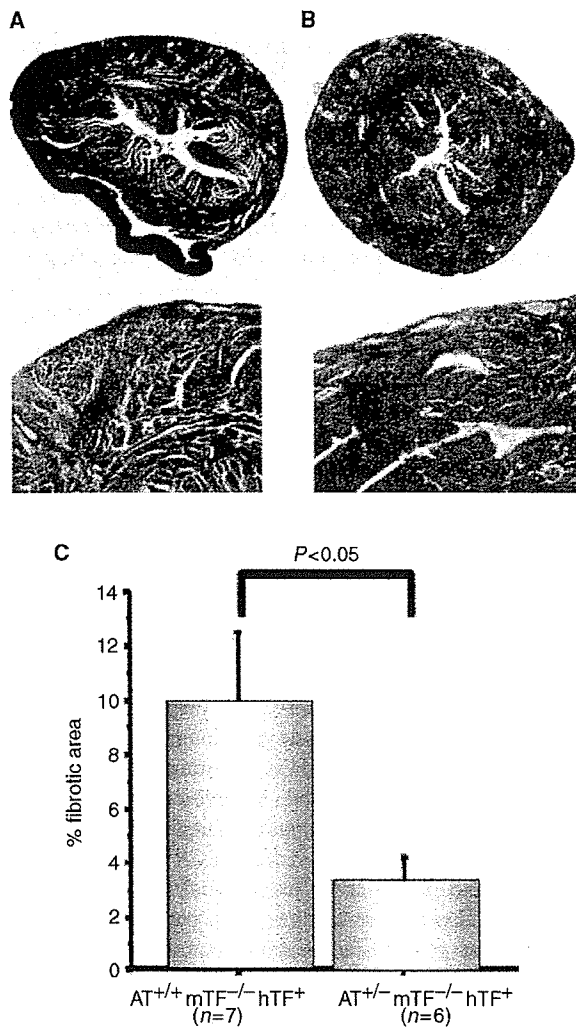 A
B
C
P<0.05
14
12
10
8
6
4
2
0
% fibrotic area
AT+/+ mTF−/− hTF+
(n=7)
AT+/− mTF−/− hTF+
(n=6)